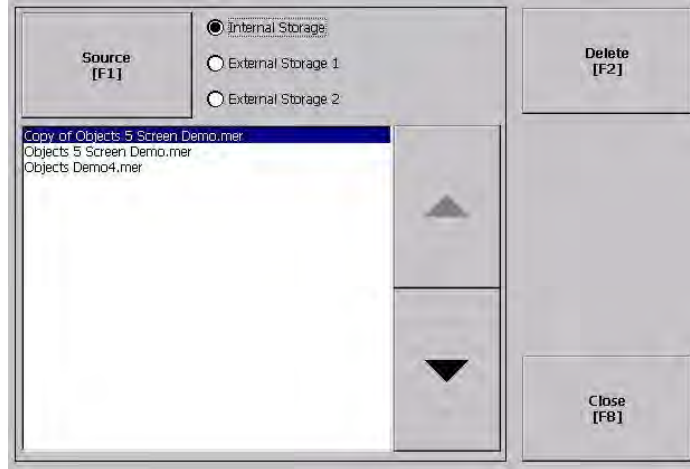 Source
[F1]
Internal Storage
External Storage 1
External Storage 2
Delete
[F2]
Copy of Objects 5 Screen Demo.mer
Objects 5 Screen Demo.mer
Objects Demo4.mer
Close
[F8]